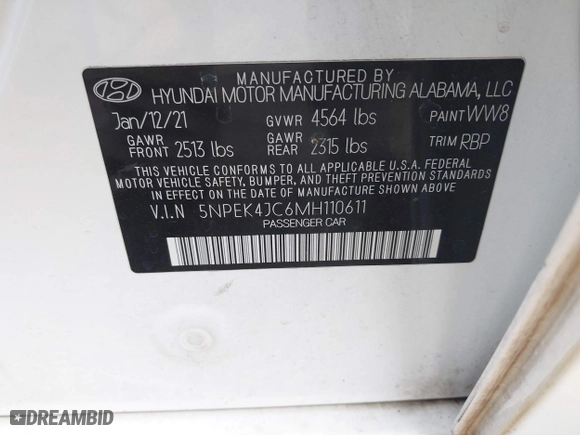 MANUFACTURED BY
HYUNDAI MOTOR MANUFACTURING ALABAMA, LLC
Jan/12/21 GVWR 4564 lbs PAINT WW8
GAWR FRONT 2513 lbs GAWR REAR 2315 lbs TRIM RBP
THIS VEHICLE CONFORMS TO ALL APPLICABLE U.S.A. FEDERAL
MOTOR VEHICLE SAFETY, BUMPER, AND THEFT PREVENTION STANDARDS
IN EFFECT ON THE DATE OF MANUFACTURE SHOWN ABOVE.
V.I.N 5NPEK4JC6MH110611
PASSENGER CAR
DREAMBID